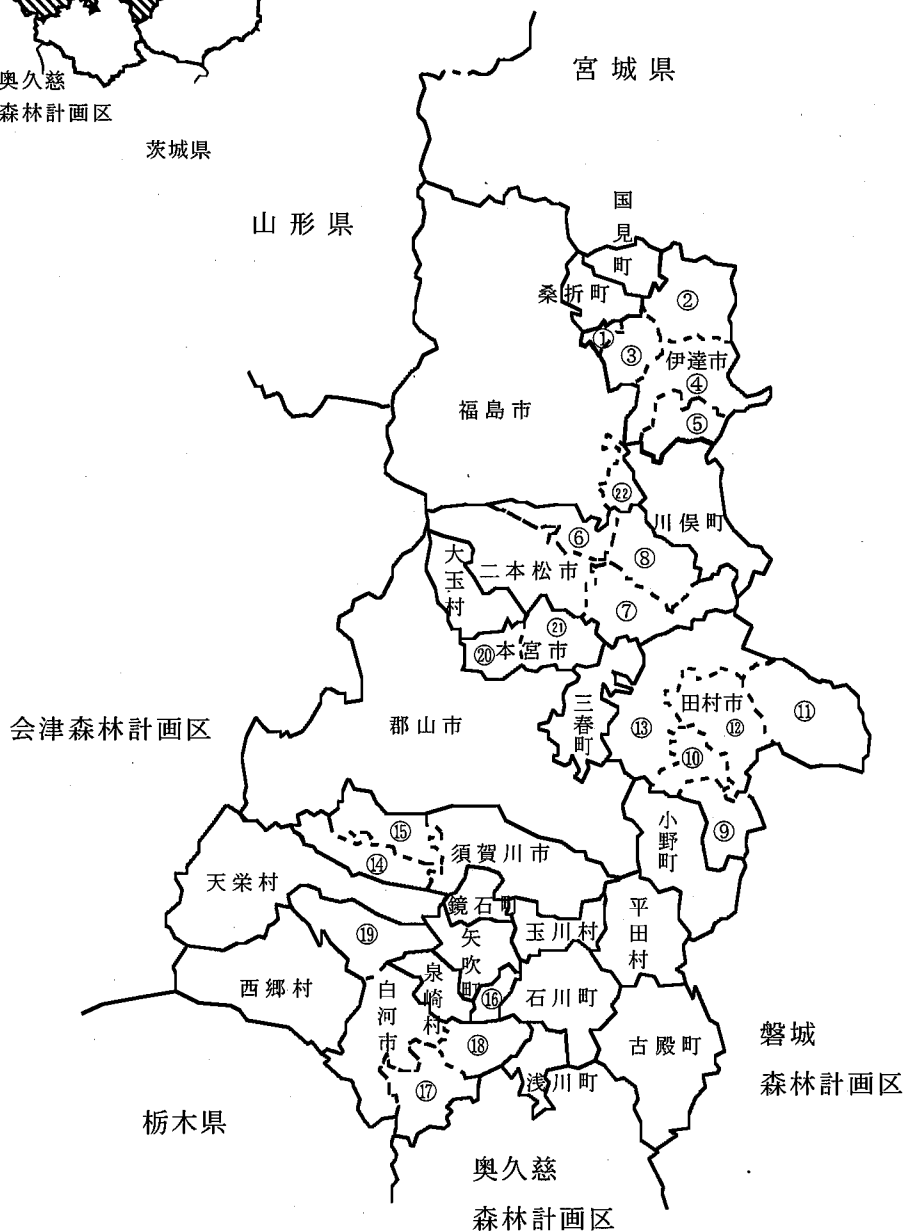 奥久慈
森林計画区
茨城県
宮城県
山形県
国見町
桑折町
②
①
③
伊達市
④
⑤
福島市
㉒
川俣町
⑥
⑧
大玉村
二本松市
⑦
㉑
⑳
本宮市
三春町
田村市
⑪
⑬
⑫
⑩
会津森林計画区
郡山市
小野町
⑨
⑮
⑭
須賀川市
天栄村
鏡石町
玉川村
平田村
⑲
矢吹町
西郷村
泉崎村
⑯
石川町
白河市
⑱
古殿町
⑰
浅川町
磐城
森林計画区
栃木県
奥久慈
森林計画区